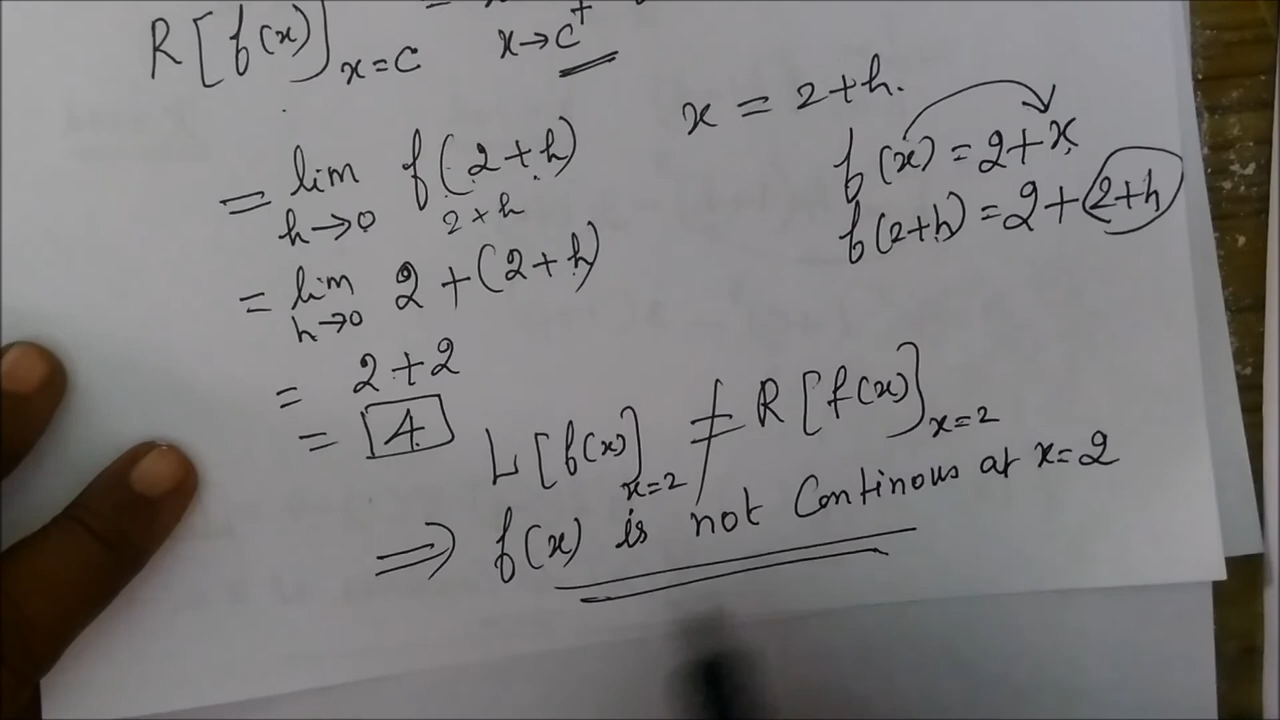 R[f(x)]x=c = x→c+
x = 2+h.
= lim h→0 f(2+h)
2+h
f(x) = 2+x
f(2+h) = 2+(2+h)
= lim h→0 2+(2+h)
= 2+2
= 4
L[f(x)]x=2 ≠ R[f(x)]x=2
⇒ f(x) is not Continous at x=2